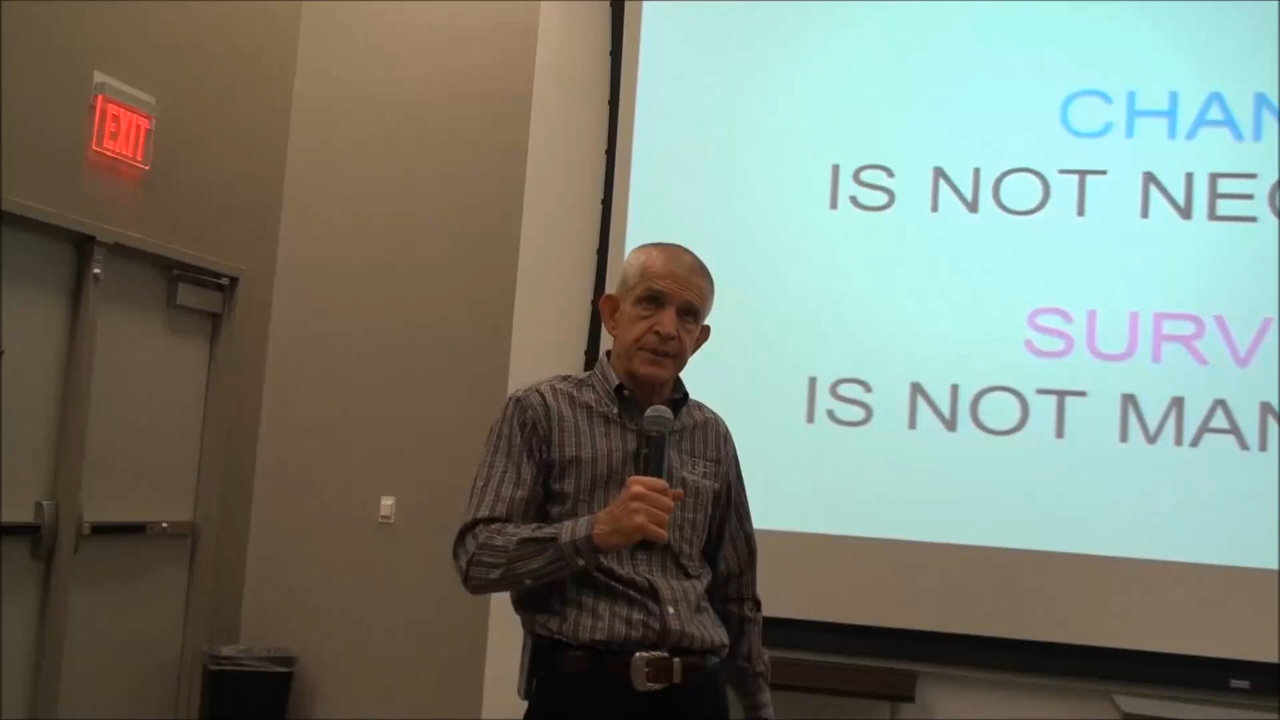 EXIT
CHAN
IS NOT NEC
SURV
IS NOT MAN